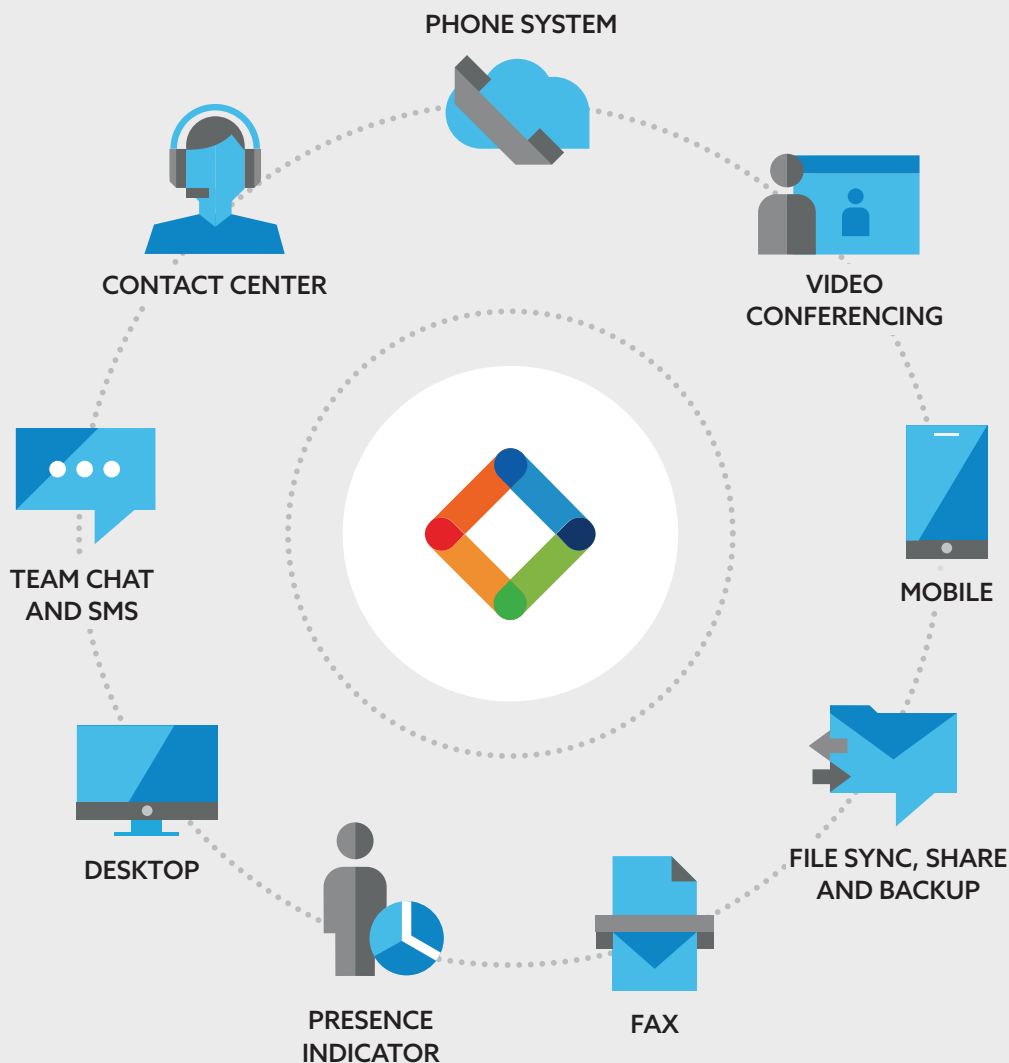 PHONE SYSTEM
CONTACT CENTER
VIDEO
CONFERENCING
TEAM CHAT
AND SMS
MOBILE
DESKTOP
FILE SYNC, SHARE
AND BACKUP
PRESENCE
INDICATOR
FAX